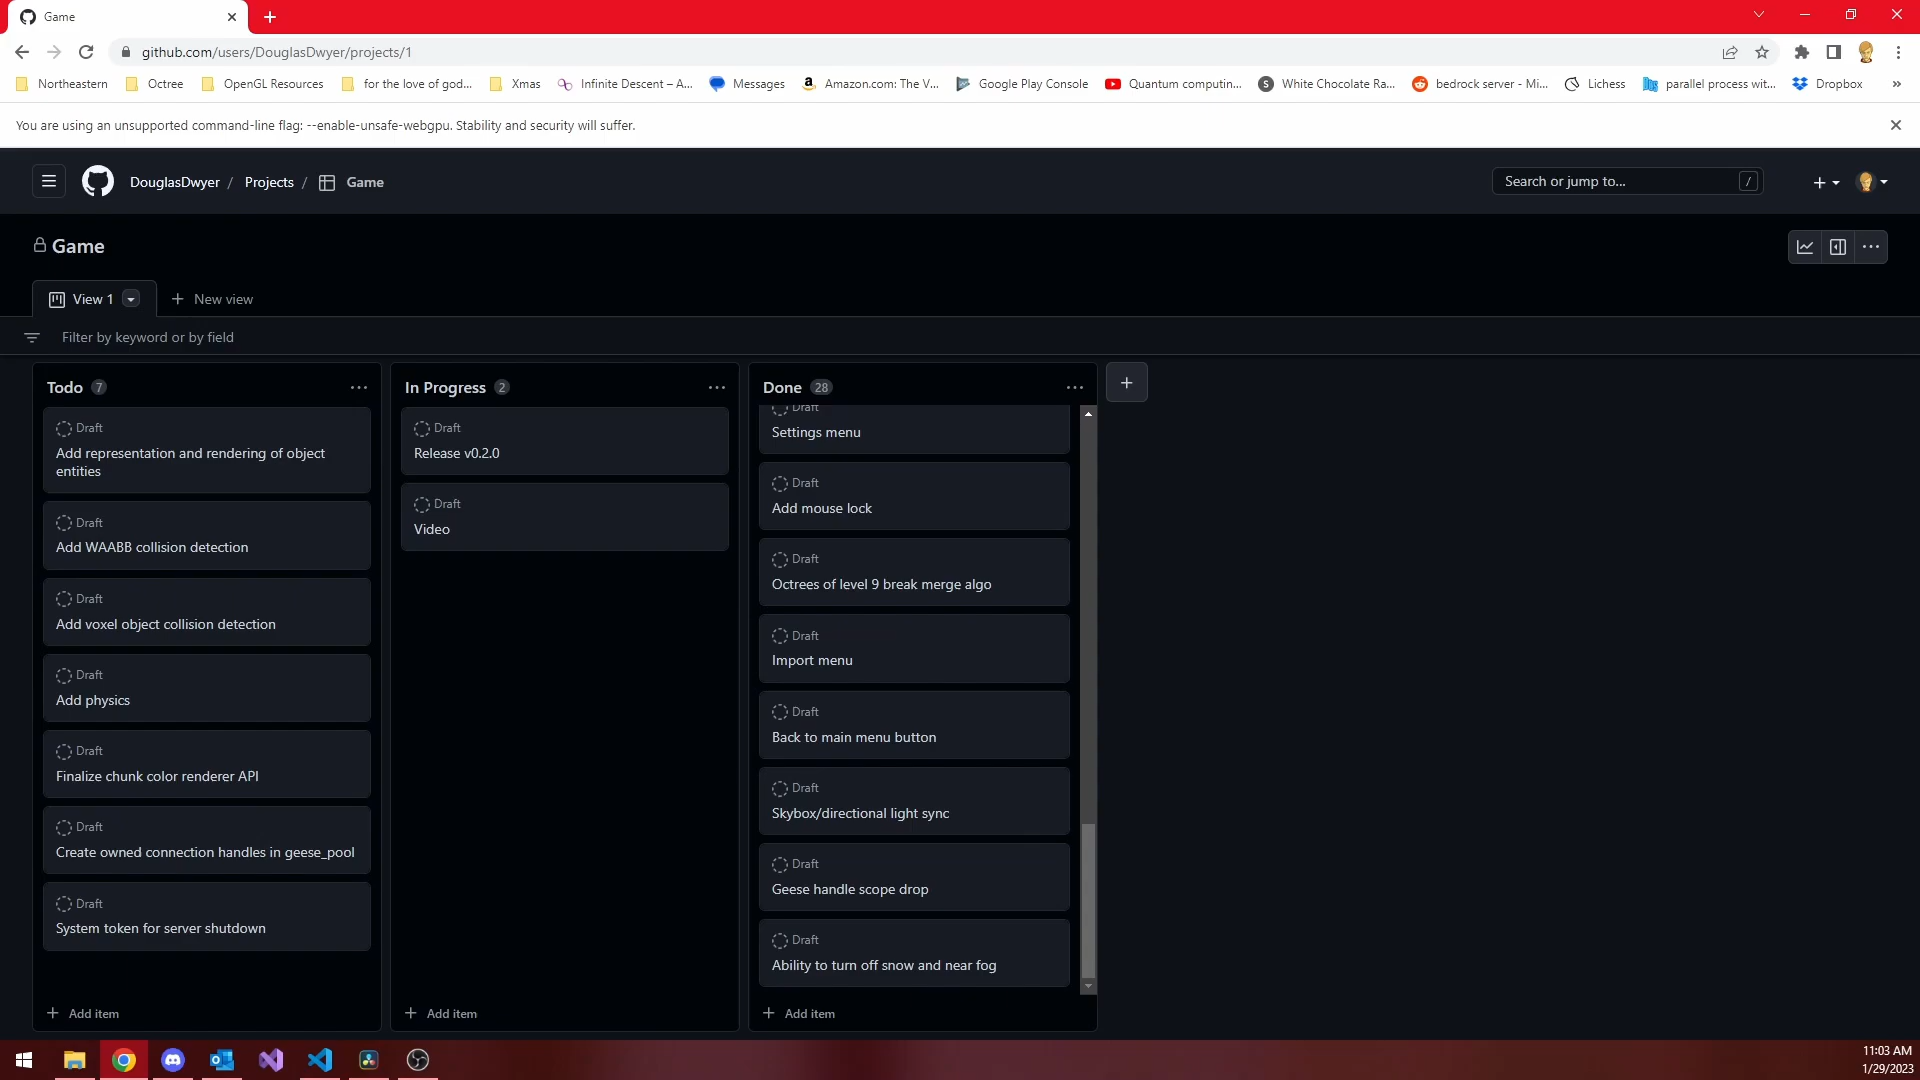 Game
github.com/users/DouglasDwyer/projects/1
Northeastern
Octree
OpenGL Resources
for the love of god...
Xmas
Infinite Descent – A...
Messages
Amazon.com: The V...
Google Play Console
Quantum computin...
White Chocolate Ra...
bedrock server - Mi...
Lichess
parallel process wit...
Dropbox
»
You are using an unsupported command-line flag: --enable-unsafe-webgpu. Stability and security will suffer.
DouglasDwyer / Projects / Game
Search or jump to... /
Game
View 1
New view
Filter by keyword or by field
Todo 7
Draft
Add representation and rendering of object
entities
Draft
Add WAABB collision detection
Draft
Add voxel object collision detection
Draft
Add physics
Draft
Finalize chunk color renderer API
Draft
Create owned connection handles in geese_pool
Draft
System token for server shutdown
+ Add item
In Progress 2
Draft
Release v0.2.0
Draft
Video
+ Add item
Done 28
Draft
Settings menu
Draft
Add mouse lock
Draft
Octrees of level 9 break merge algo
Draft
Import menu
Draft
Back to main menu button
Draft
Skybox/directional light sync
Draft
Geese handle scope drop
Draft
Ability to turn off snow and near fog
+ Add item
11:03 AM
1/29/2023